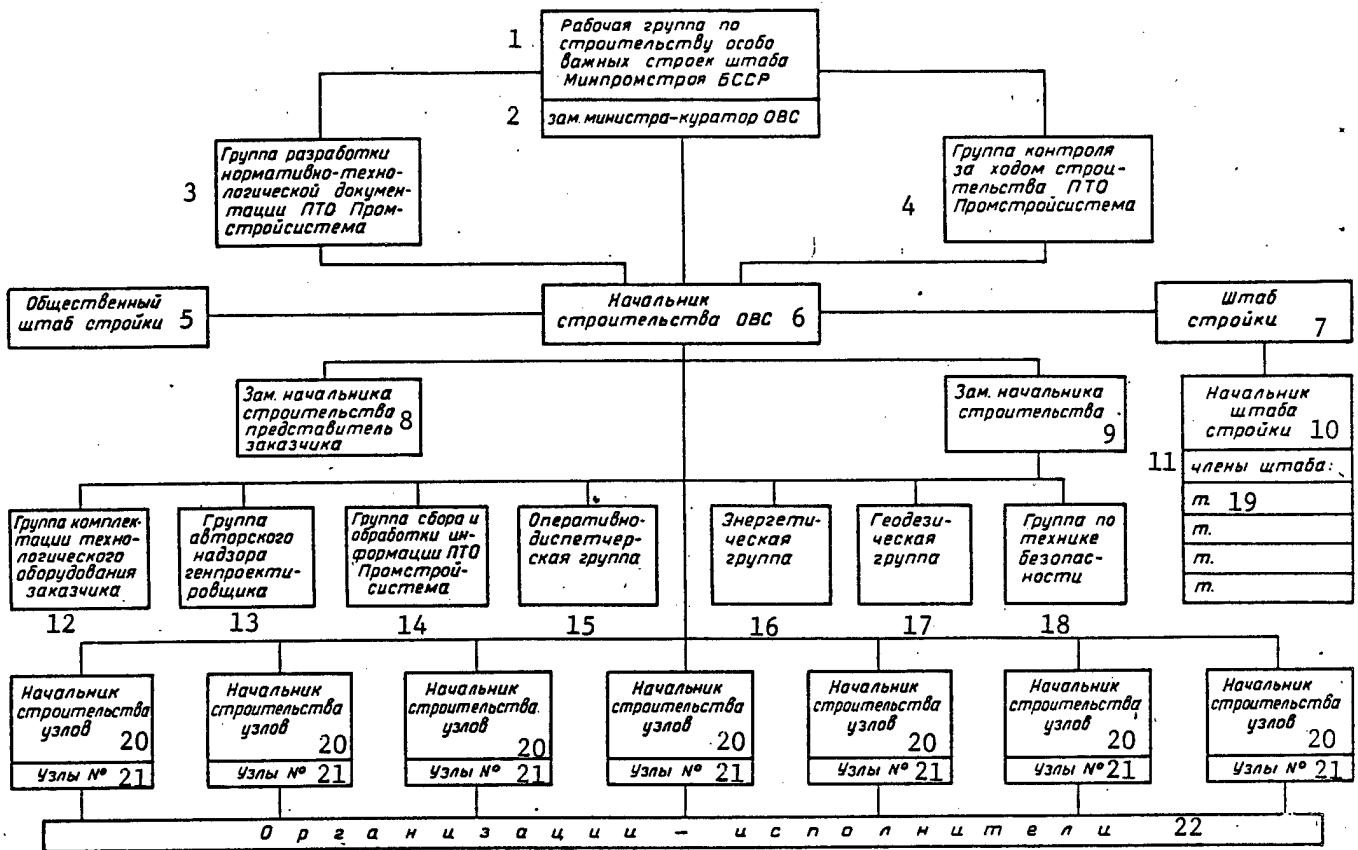 1
Рабочая группа по
строительству особо
важных строек штаба
Минпромстроя БССР
2
зам. министра-куратор ОВС
3
Группа разработки
нормативно-техно-
логической докумен-
тации ПТО Пром-
стройсистема
4
Группа контроля
за ходом строи-
тельства ПТО
Промстройсистема
Общественный
штаб стройки 5
Начальник
строительства ОВС 6
Штаб
стройки 7
Зам. начальника
строительства
представитель 8
заказчика
Зам. начальника
строительства
9
Начальник
штаба
стройки 10
11 члены штаба:
т. 19
т.
т.
т.
Группа комплек-
тации техно-
логического
оборудования
заказчика
12
Группа
авторского
надзора
генпроекти-
ровщика
13
Группа сбора и
обработки ин-
формации ПТО
Промстрой-
система
14
Оперативно-
диспетчер-
ская группа
15
Энергети-
ческая
группа
16
Геодези-
ческая
группа
17
Группа по
технике
безопас-
ности
18
Начальник
строительства
узлов
20
Узлы № 21
Начальник
строительства
узлов
20
Узлы № 21
Начальник
строительства
узлов
20
Узлы № 21
Начальник
строительства
узлов
20
Узлы № 21
Начальник
строительства
узлов
20
Узлы № 21
Начальник
строительства
узлов
20
Узлы № 21
Начальник
строительства
узлов
20
Узлы № 21
Организации – исполнители 22